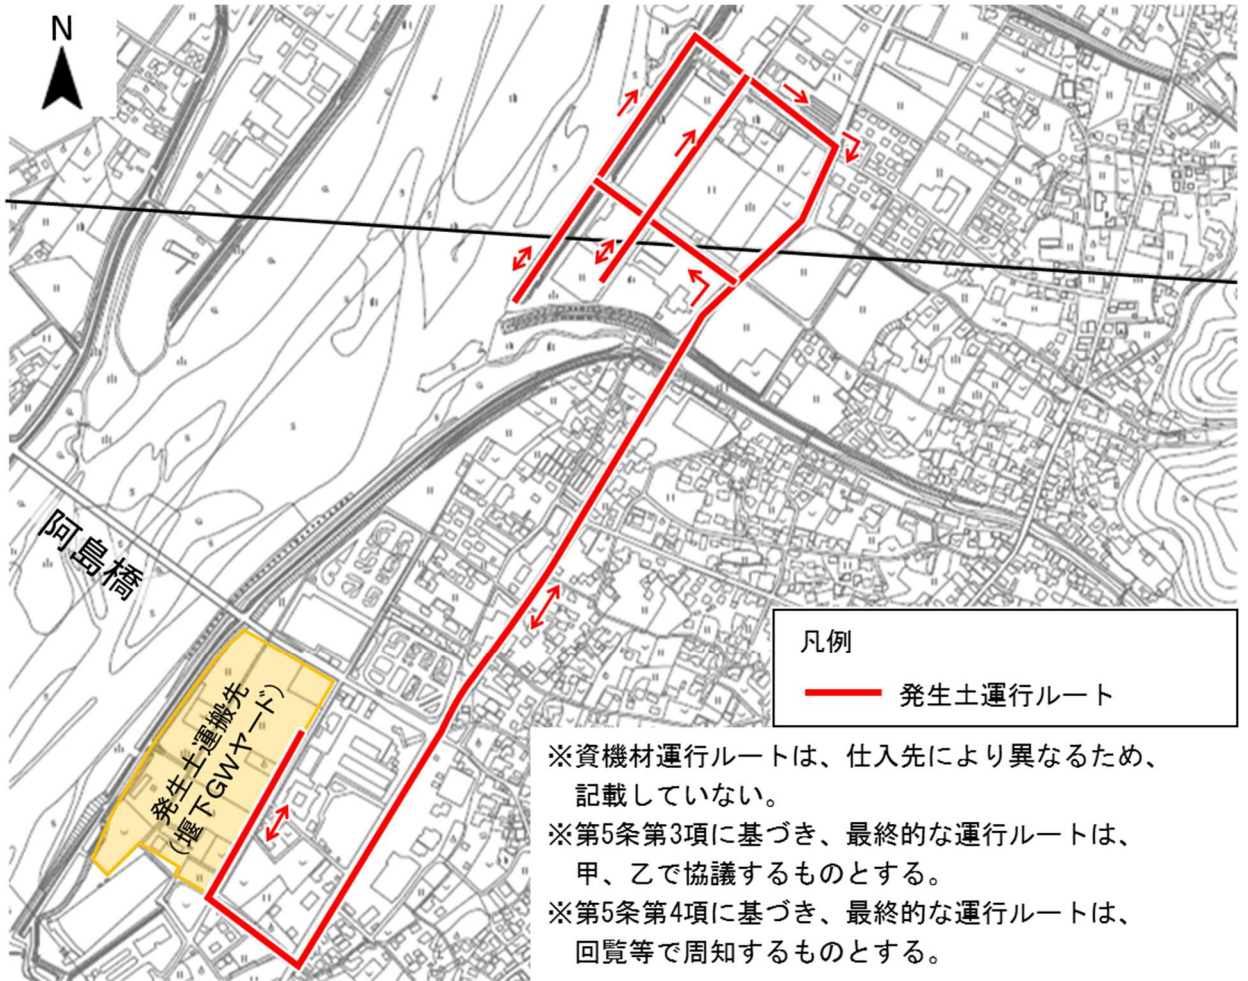 N
阿島橋
発生土運搬先
（堰下GWヤード）
凡例
発生土運行ルート
※資機材運行ルートは、仕入先により異なるため、
記載していない。
※第5条第3項に基づき、最終的な運行ルートは、
甲、乙で協議するものとする。
※第5条第4項に基づき、最終的な運行ルートは、
回覧等で周知するものとする。